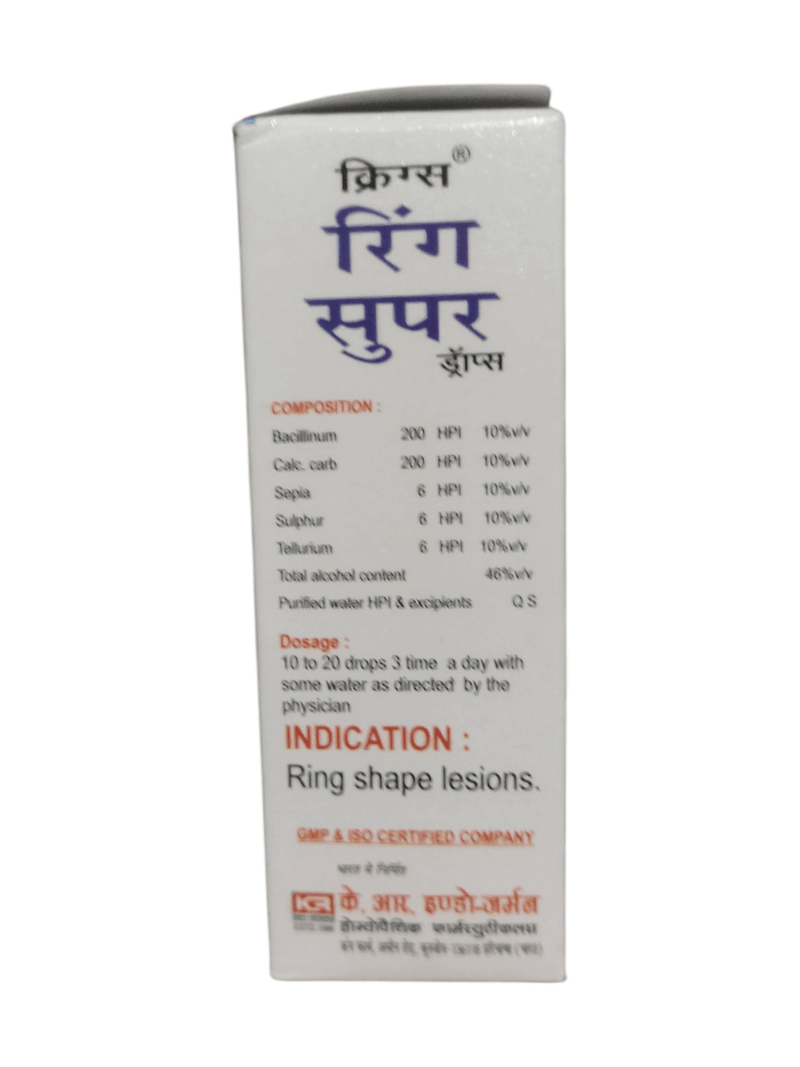 क्रिग्स®
रिंग
सुपर
ड्रॉप्स
COMPOSITION :
Bacillinum 200 HPI 10%v/v
Calc. carb 200 HPI 10%v/v
Sepia 6 HPI 10%v/v
Sulphur 6 HPI 10%v/v
Tellurium 6 HPI 10%v/v
Total alcohol content 46%v/v
Purified water HPI & excipients Q S
Dosage :
10 to 20 drops 3 time a day with
some water as directed by the
physician
INDICATION :
Ring shape lesions.
GMP & ISO CERTIFIED COMPANY
भारत में निर्मित
KR के. आर. इण्डो-जर्मन
होम्योपैथिक फार्मस्युटीकल्स